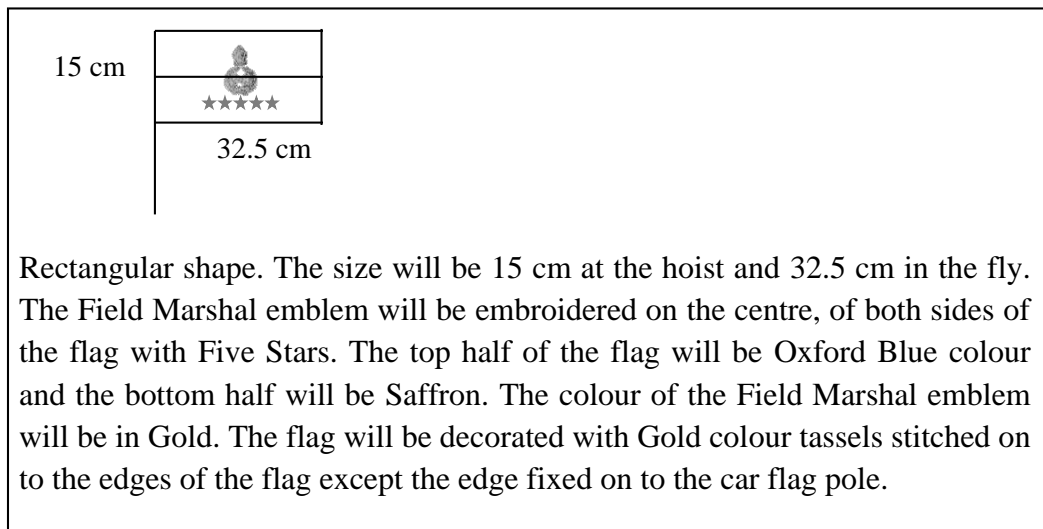 15 cm
32.5 cm
Rectangular shape. The size will be 15 cm at the hoist and 32.5 cm in the fly.
The Field Marshal emblem will be embroidered on the centre, of both sides of
the flag with Five Stars. The top half of the flag will be Oxford Blue colour
and the bottom half will be Saffron. The colour of the Field Marshal emblem
will be in Gold. The flag will be decorated with Gold colour tassels stitched on
to the edges of the flag except the edge fixed on to the car flag pole.